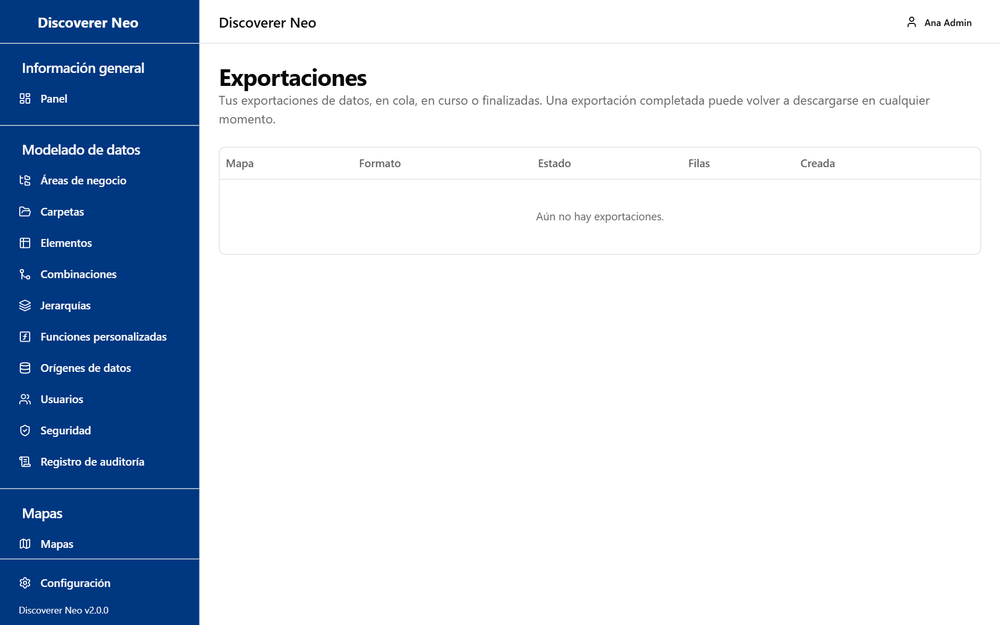 Discoverer Neo
Discoverer Neo
Ana Admin
Información general
Panel
Modelado de datos
Áreas de negocio
Carpetas
Elementos
Combinaciones
Jerarquías
Funciones personalizadas
Orígenes de datos
Usuarios
Seguridad
Registro de auditoría
Mapas
Mapas
Configuración
Discoverer Neo v2.0.0
Exportaciones
Tus exportaciones de datos, en cola, en curso o finalizadas. Una exportación completada puede volver a descargarse en cualquier
momento.
Mapa Formato Estado Filas Creada
Aún no hay exportaciones.